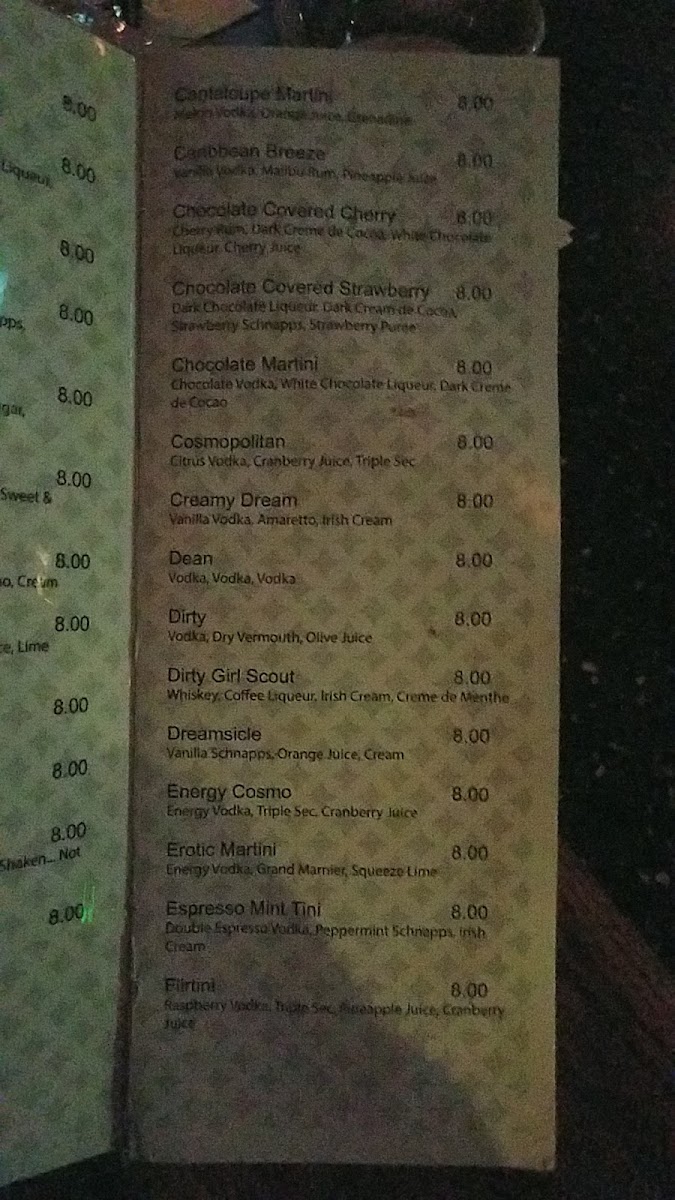 8.00
Liqueur, 8.00
8.00
8.00
pps,
8.00
gar,
8.00
Sweet &
8.00
o, Cream
8.00
ce, Lime
8.00
8.00
8.00
Shaken... Not
8.00
Cantaloupe Martini 8.00
Melon Vodka, Orange Juice, Grenadine
Caribbean Breeze 8.00
Vanilla Vodka, Malibu Rum, Pineapple Juice
Chocolate Covered Cherry 8.00
Cherry Rum, Dark Creme de Cocoa, White Chocolate
Liqueur, Cherry Juice
Chocolate Covered Strawberry 8.00
Dark Chocolate Liqueur, Dark Cream de Cocoa,
Strawberry Schnapps, Strawberry Puree
Chocolate Martini 8.00
Chocolate Vodka, White Chocolate Liqueur, Dark Creme
de Cocao
Cosmopolitan 8.00
Citrus Vodka, Cranberry Juice, Triple Sec
Creamy Dream 8.00
Vanilla Vodka, Amaretto, Irish Cream
Dean 8.00
Vodka, Vodka, Vodka
Dirty 8.00
Vodka, Dry Vermouth, Olive Juice
Dirty Girl Scout 8.00
Whiskey, Coffee Liqueur, Irish Cream, Creme de Menthe
Dreamsicle 8.00
Vanilla Schnapps, Orange Juice, Cream
Energy Cosmo 8.00
Energy Vodka, Triple Sec, Cranberry Juice
Erotic Martini 8.00
Energy Vodka, Grand Marnier, Squeeze Lime
Espresso Mint Tini 8.00
Double Espresso Vodka, Peppermint Schnapps, Irish
Cream
Flirtini 8.00
Raspberry Vodka, Triple Sec, Pineapple Juice, Cranberry
Juice